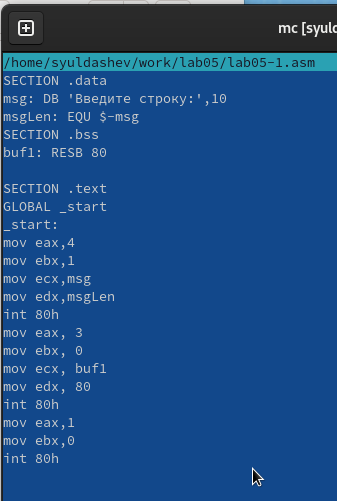 mc [syuld
/home/syuldashev/work/lab05/lab05-1.asm
SECTION .data
msg: DB 'Введите строку:',10
msgLen: EQU $-msg
SECTION .bss
buf1: RESB 80
SECTION .text
GLOBAL _start
_start:
mov eax,4
mov ebx,1
mov ecx,msg
mov edx,msgLen
int 80h
mov eax, 3
mov ebx, 0
mov ecx, buf1
mov edx, 80
int 80h
mov eax,1
mov ebx,0
int 80h